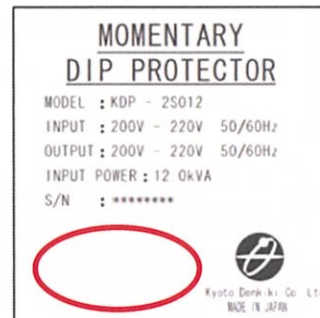 MOMENTARY
DIP PROTECTOR
MODEL : KDP - 2S012
INPUT : 200V - 220V 50/60Hz
OUTPUT : 200V - 220V 50/60Hz
INPUT POWER : 12.0kVA
S/N : ********
Kyoto Denkiki Co. Ltd
MADE IN JAPAN